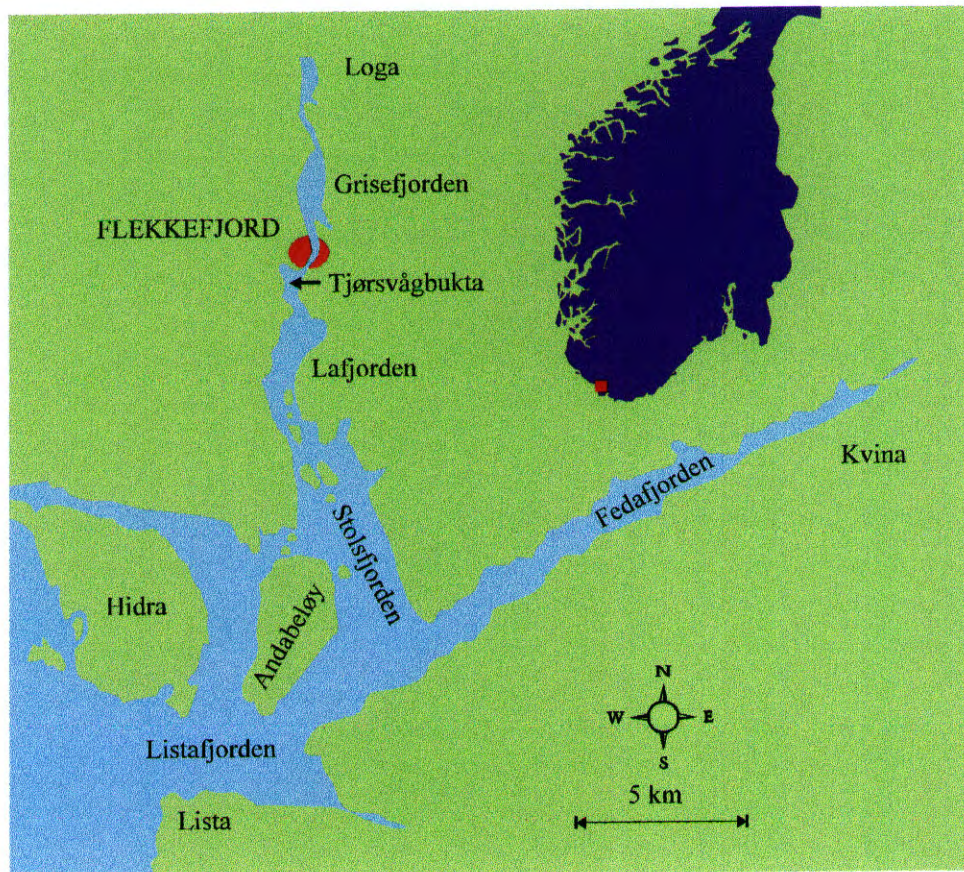 Loga
Grisefjorden
FLEKKEFJORD
Tjørsvågbukta
Lafjorden
Kvina
Fedafjorden
Stolsfjorden
Hidra
Andabeløy
N
W E
S
Listafjorden
5 km
Lista